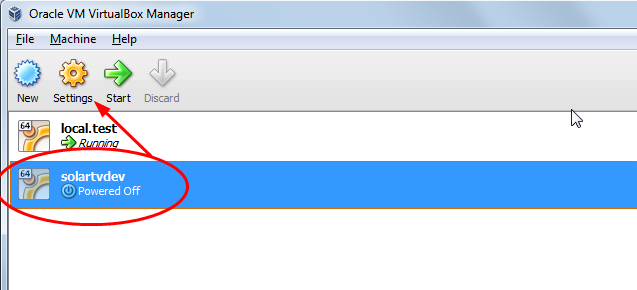 Oracle VM VirtualBox Manager
File Machine Help
New Settings Start Discard
64
local.test
Running
64
solartvdev
Powered Off